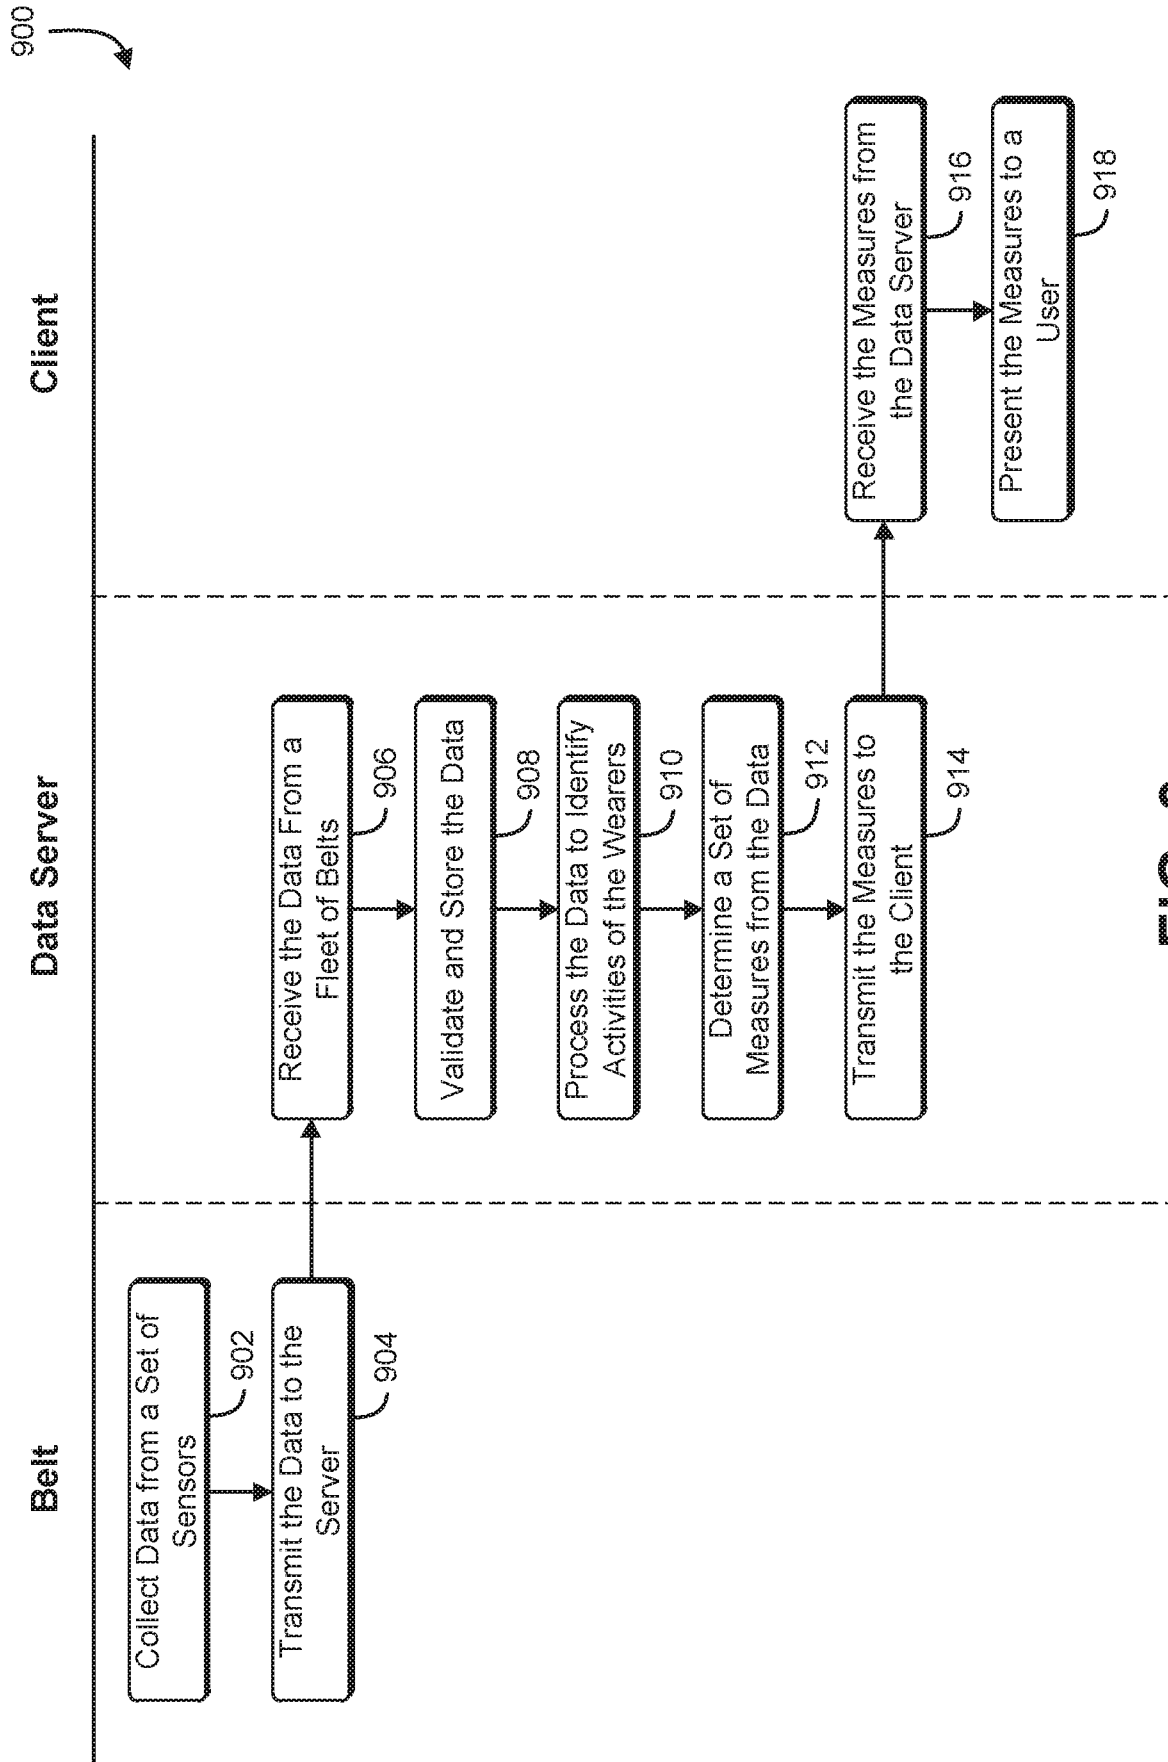 900
Belt
Data Server
Client
Collect Data from a Set of
Sensors
902
Transmit the Data to the
Server
904
Receive the Data From a
Fleet of Belts
906
Validate and Store the Data
908
Process the Data to Identify
Activities of the Wearers
910
Determine a Set of
Measures from the Data
912
Transmit the Measures to
the Client
914
Receive the Measures from
the Data Server
916
Present the Measures to a
User
918